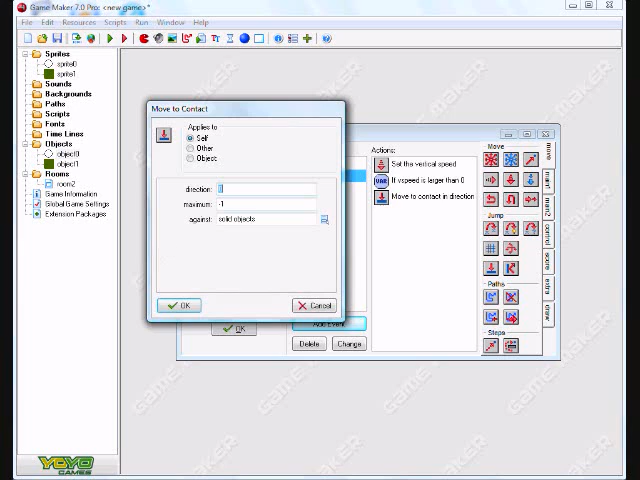 Game Maker 7.0 Pro: <new game>*
File Edit Resources Scripts Run Window Help
Sprites
sprite0
sprite1
Sounds
Backgrounds
Paths
Scripts
Fonts
Time Lines
Objects
object0
object1
Rooms
room2
Game Information
Global Game Settings
Extension Packages
YOYO
GAMES
Move to Contact
Applies to
Self
Other
Object
direction:
maximum: -1
against: solid objects
OK
Cancel
OK
Add Event
Delete
Change
Actions:
Set the vertical speed
VAR
If vspeed is larger than 0
Move to contact in direction
Move
Jump
Paths
Steps
move
main1
main2
control
score
extra
draw
GAME MAKER